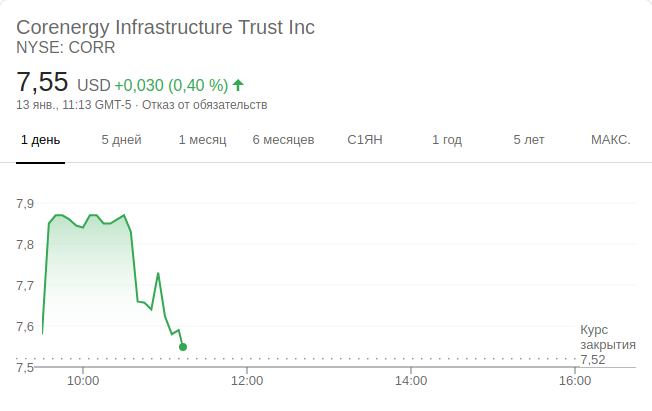 Corenergy Infrastructure Trust Inc
NYSE: CORR
7,55 USD +0,030 (0,40 %)
13 янв., 11:13 GMT-5 · Отказ от обязательств
1 день 5 дней 1 месяц 6 месяцев С1ЯН 1 год 5 лет МАКС.
7,9
7,8
7,7
7,6
7,5
Курс
закрытия
7,52
10:00 12:00 14:00 16:00